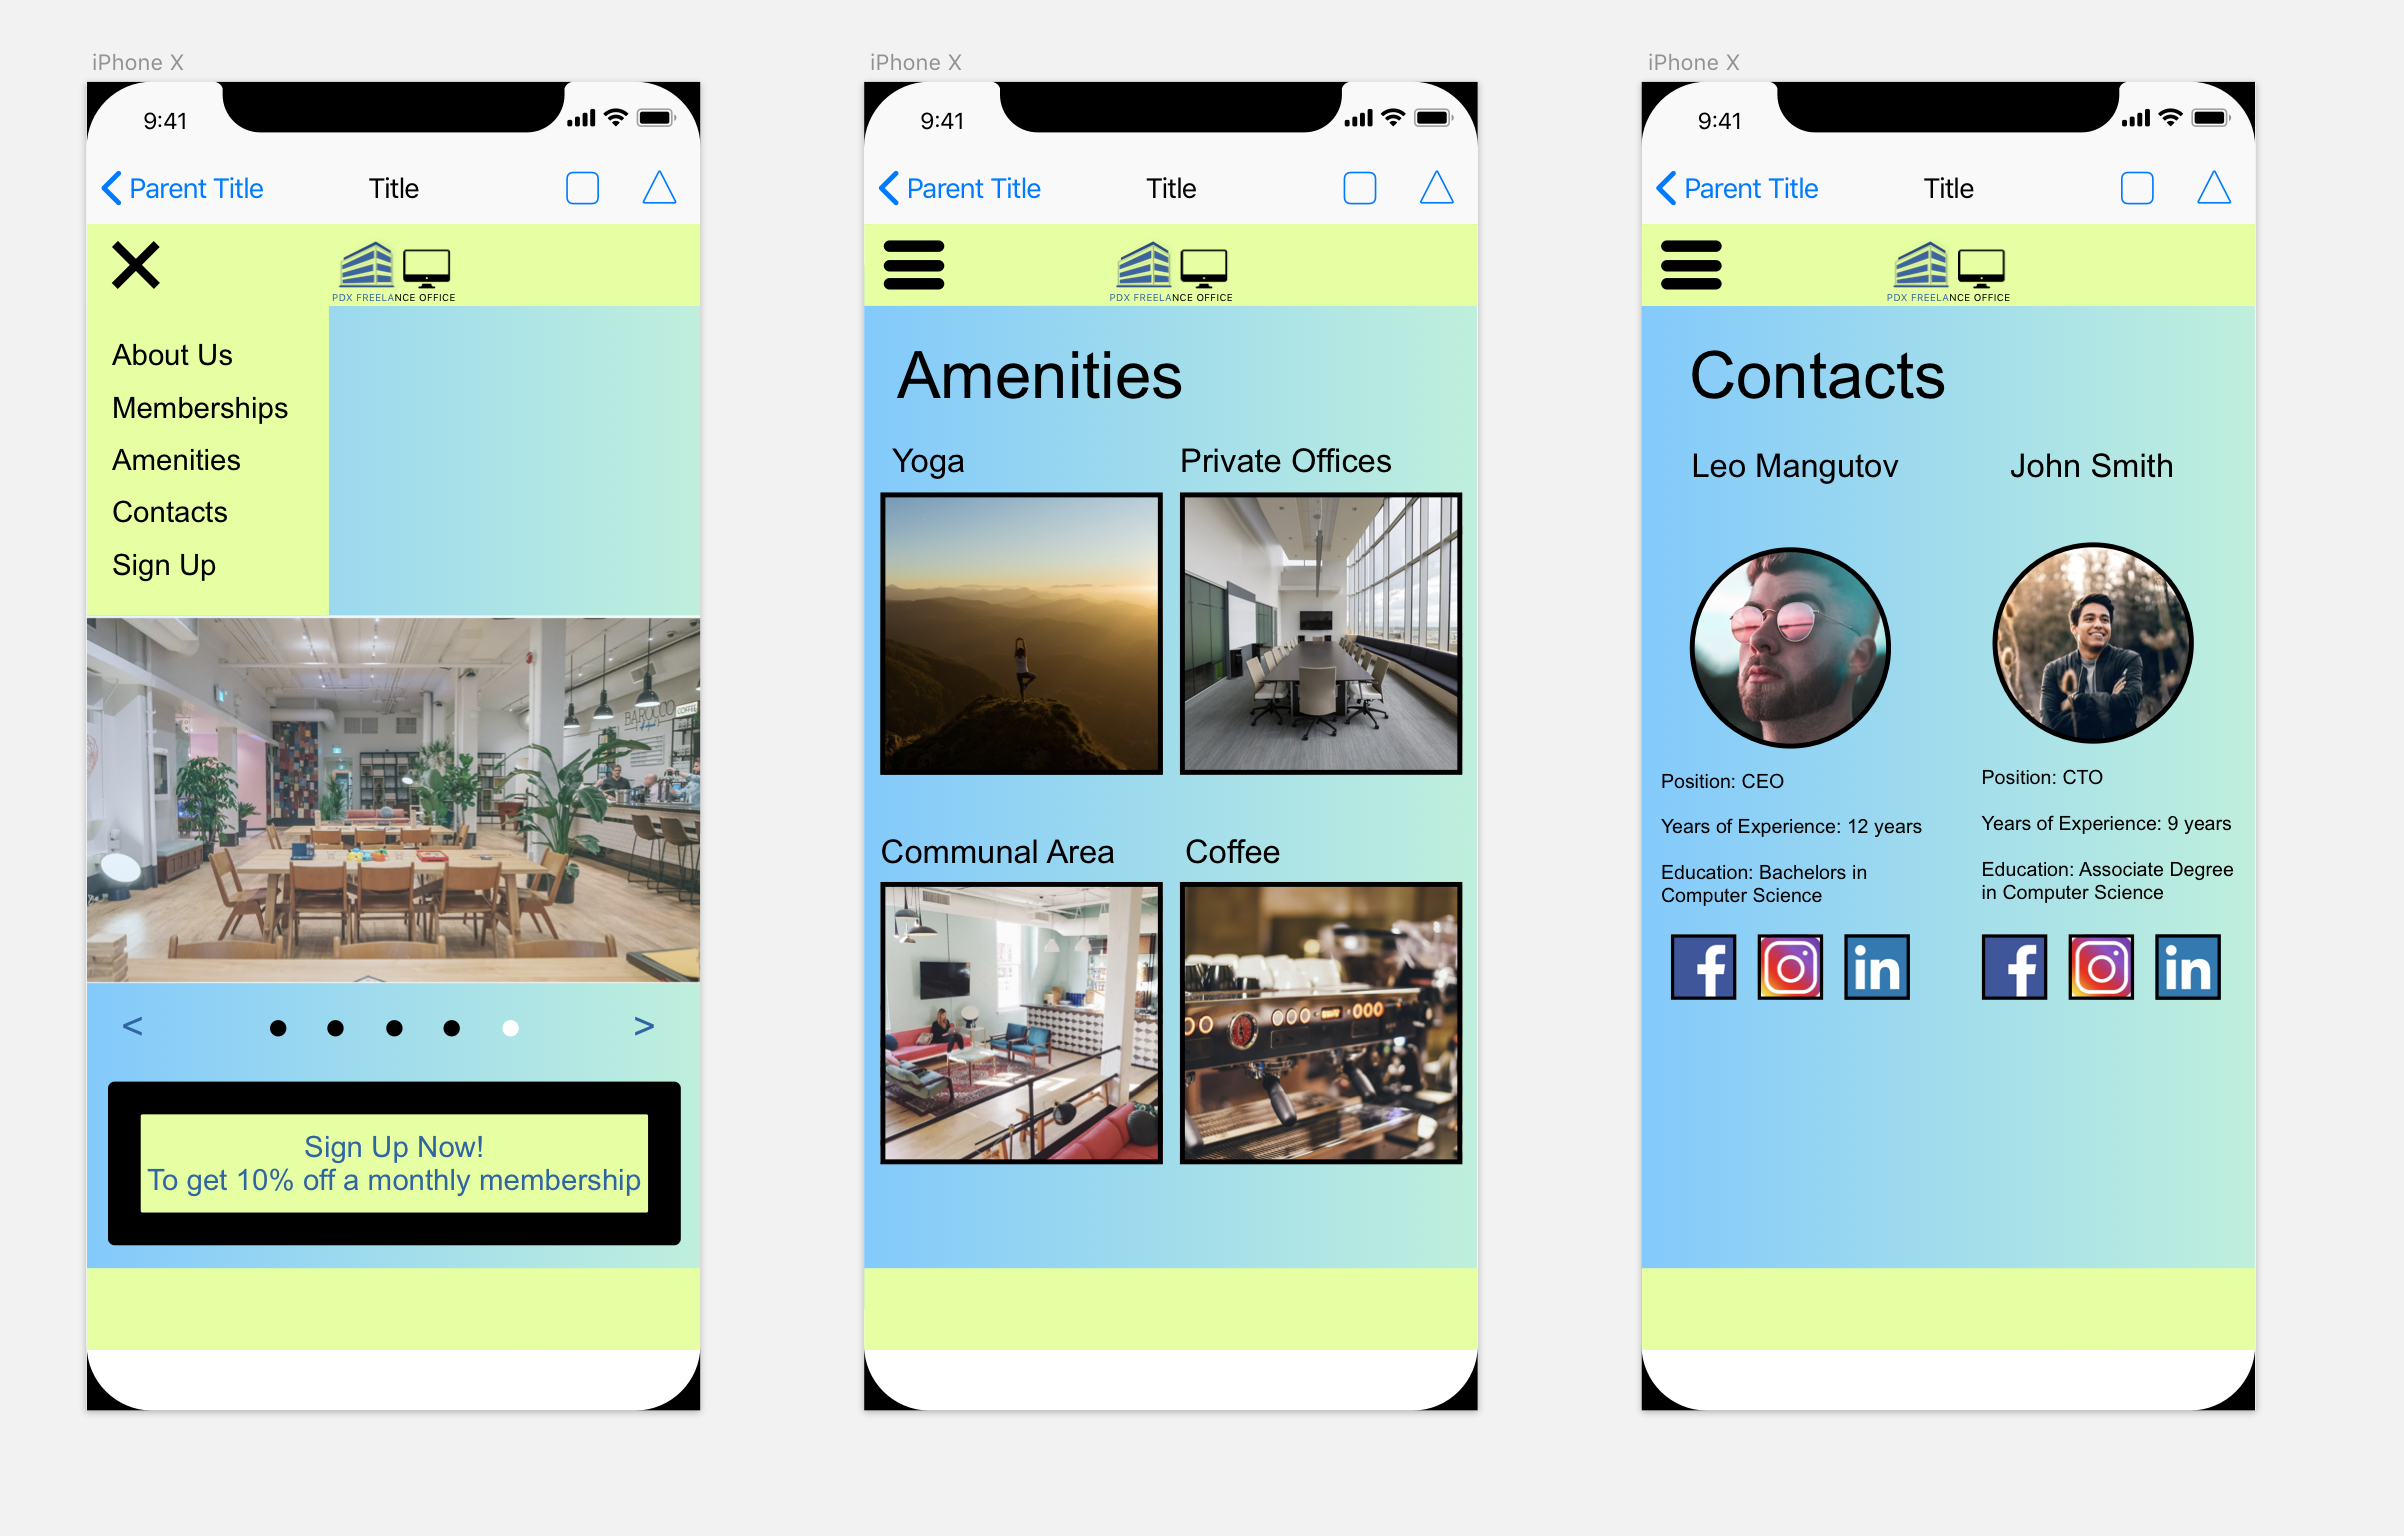 iPhone X
9:41
Parent Title
Title
PDX FREELANCE OFFICE
About Us
Memberships
Amenities
Contacts
Sign Up
BAROCCO
COFFEE
<
>
Sign Up Now!
To get 10% off a monthly membership
iPhone X
9:41
Parent Title
Title
PDX FREELANCE OFFICE
Amenities
Yoga
Private Offices
Communal Area
Coffee
iPhone X
9:41
Parent Title
Title
PDX FREELANCE OFFICE
Contacts
Leo Mangutov
John Smith
Position: CEO
Years of Experience: 12 years
Education: Bachelors in
Computer Science
f
in
Position: CTO
Years of Experience: 9 years
Education: Associate Degree
in Computer Science
f
in